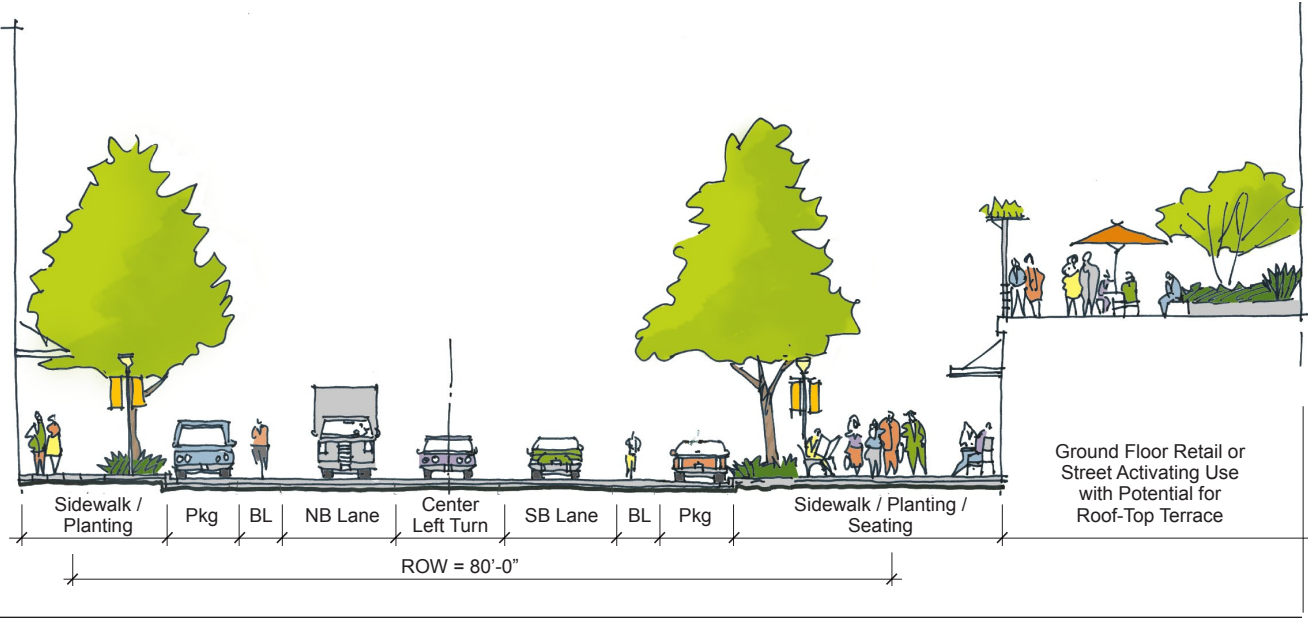 Sidewalk /
Planting
Pkg
BL
NB Lane
Center
Left Turn
SB Lane
BL
Pkg
Sidewalk / Planting /
Seating
Ground Floor Retail or
Street Activating Use
with Potential for
Roof-Top Terrace
ROW = 80’-0”